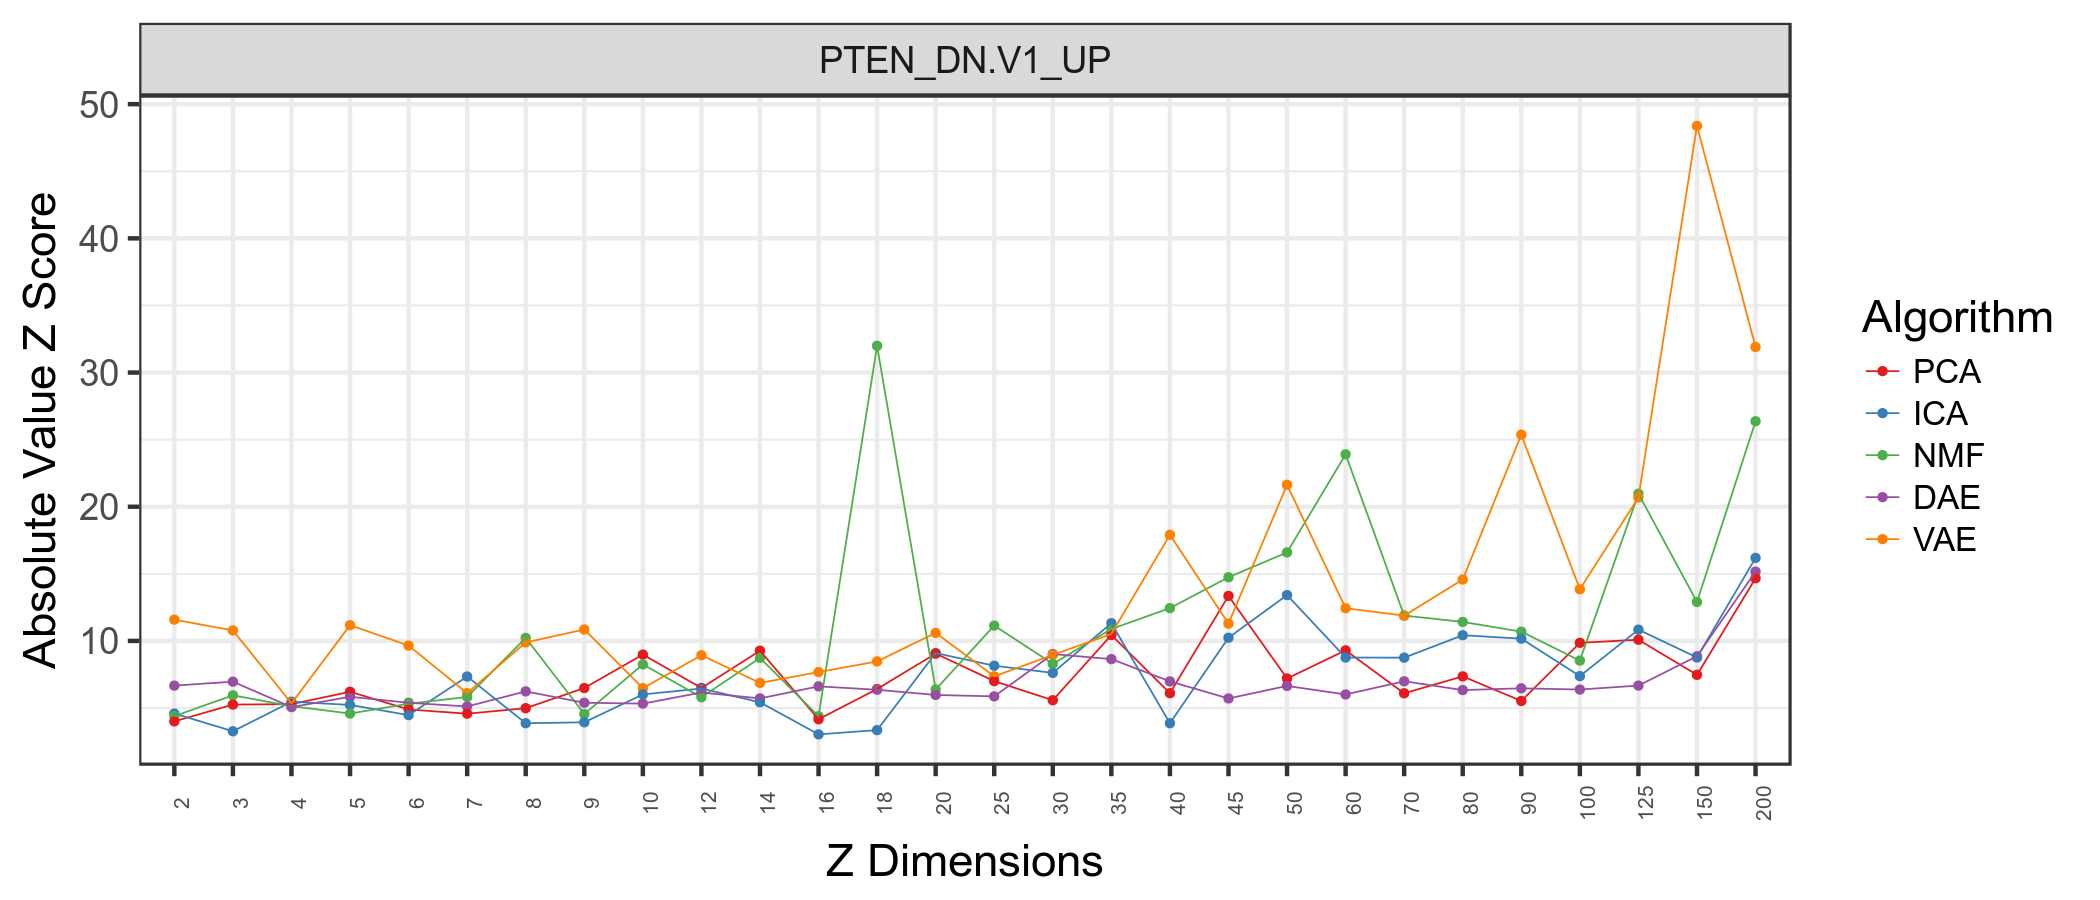 PTEN_DN.V1_UP
50
40
30
20
10
Absolute Value Z Score
2 3 4 5 6 7 8 9 10 12 14 16 18 20 25 30 35 40 45 50 60 70 80 90 100 125 150 200
Z Dimensions
Algorithm
PCA
ICA
NMF
DAE
VAE